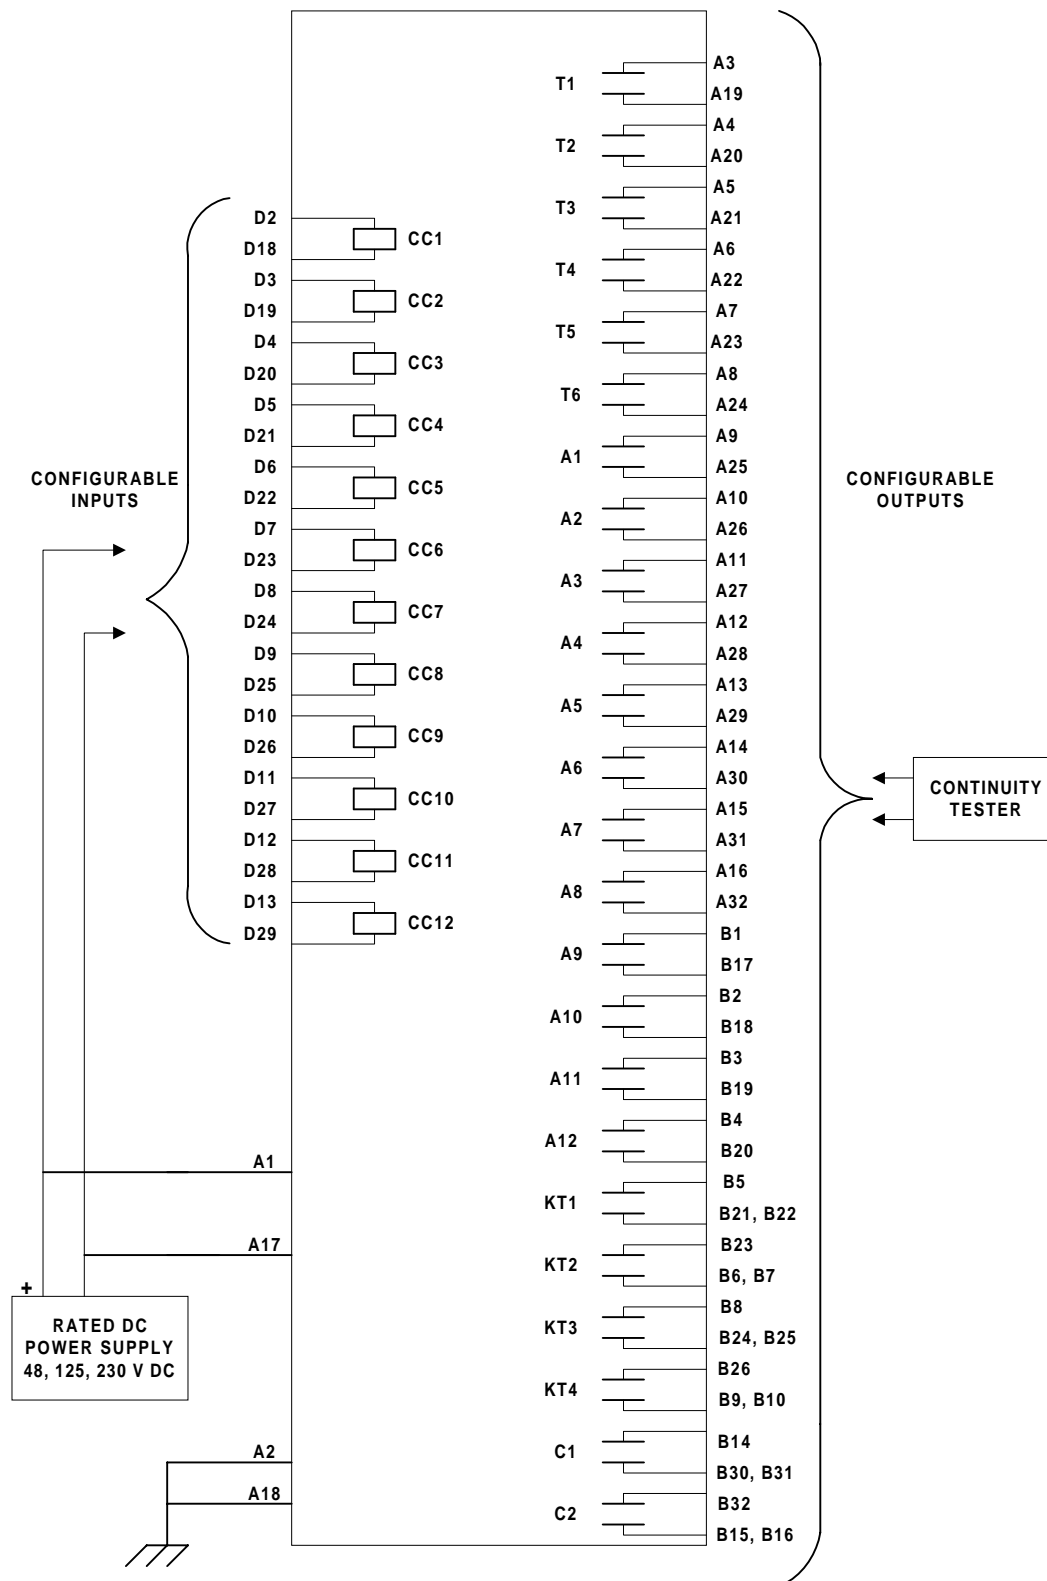 D2
D18
CC1
D3
D19
CC2
D4
D20
CC3
D5
D21
CC4
D6
D22
CC5
D7
D23
CC6
D8
D24
CC7
D9
D25
CC8
D10
D26
CC9
D11
D27
CC10
D12
D28
CC11
D13
D29
CC12
CONFIGURABLE
INPUTS
A1
A17
+
RATED DC
POWER SUPPLY
48, 125, 230 V DC
A2
A18
T1
A3
A19
T2
A4
A20
T3
A5
A21
T4
A6
A22
T5
A7
A23
T6
A8
A24
A1
A9
A25
A2
A10
A26
A3
A11
A27
A4
A12
A28
A5
A13
A29
A6
A14
A30
A7
A15
A31
A8
A16
A32
A9
B1
B17
A10
B2
B18
A11
B3
B19
A12
B4
B20
KT1
B5
B21, B22
KT2
B23
B6, B7
KT3
B8
B24, B25
KT4
B26
B9, B10
C1
B14
B30, B31
C2
B32
B15, B16
CONFIGURABLE
OUTPUTS
CONTINUITY
TESTER